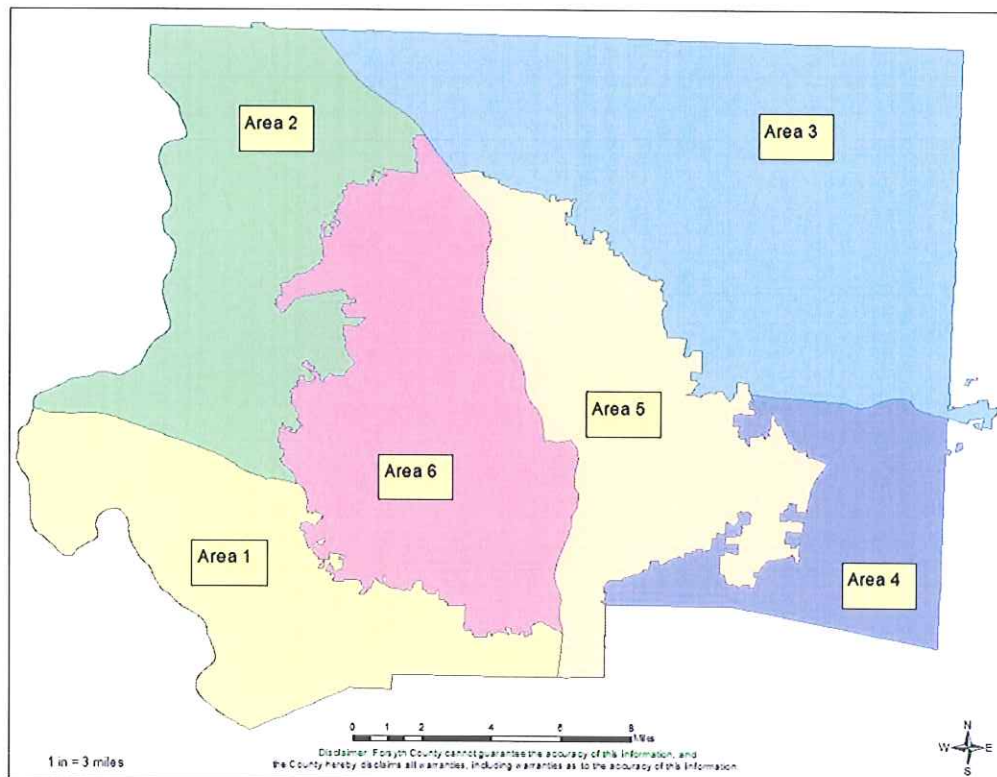 Area 2
Area 3
Area 5
Area 6
Area 1
Area 4
0 1 2 4 6 8
Miles
1 in = 3 miles
Disclaimer: Forsyth County cannot guarantee the accuracy of this information, and
the County hereby disclaims all warranties, including warranties as to the accuracy of this information.
N
W E
S